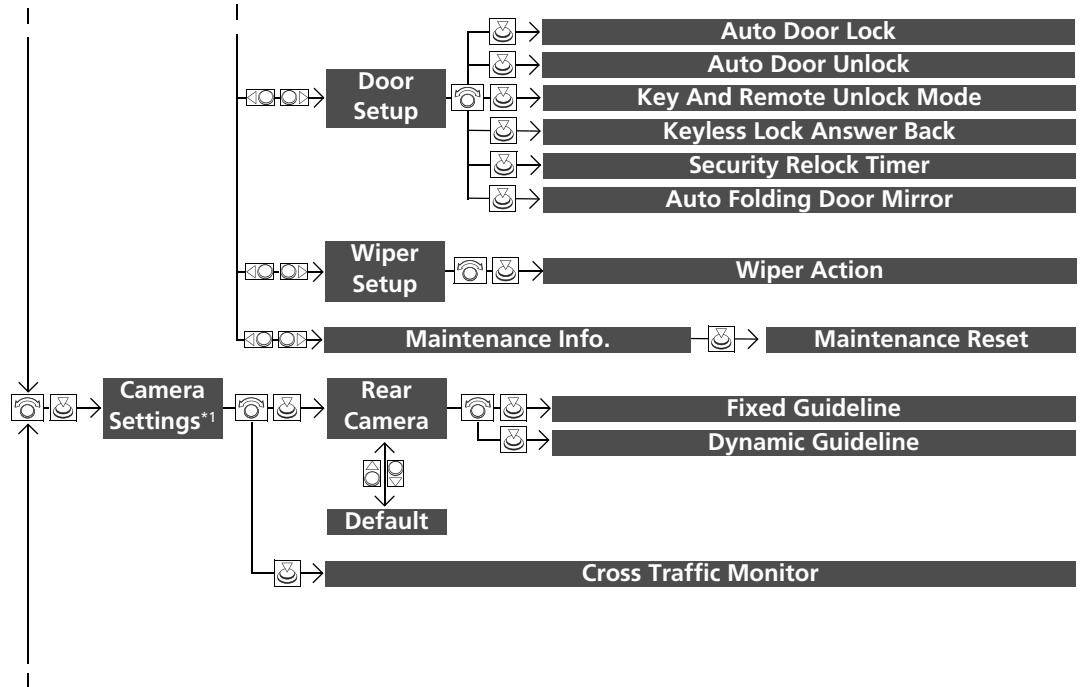 Auto Door Lock
Auto Door Unlock
Door
Setup
Key And Remote Unlock Mode
Keyless Lock Answer Back
Security Relock Timer
Auto Folding Door Mirror
Wiper
Setup
Wiper Action
Maintenance Info.
Maintenance Reset
Camera
Settings*1
Rear
Camera
Fixed Guideline
Dynamic Guideline
Default
Cross Traffic Monitor